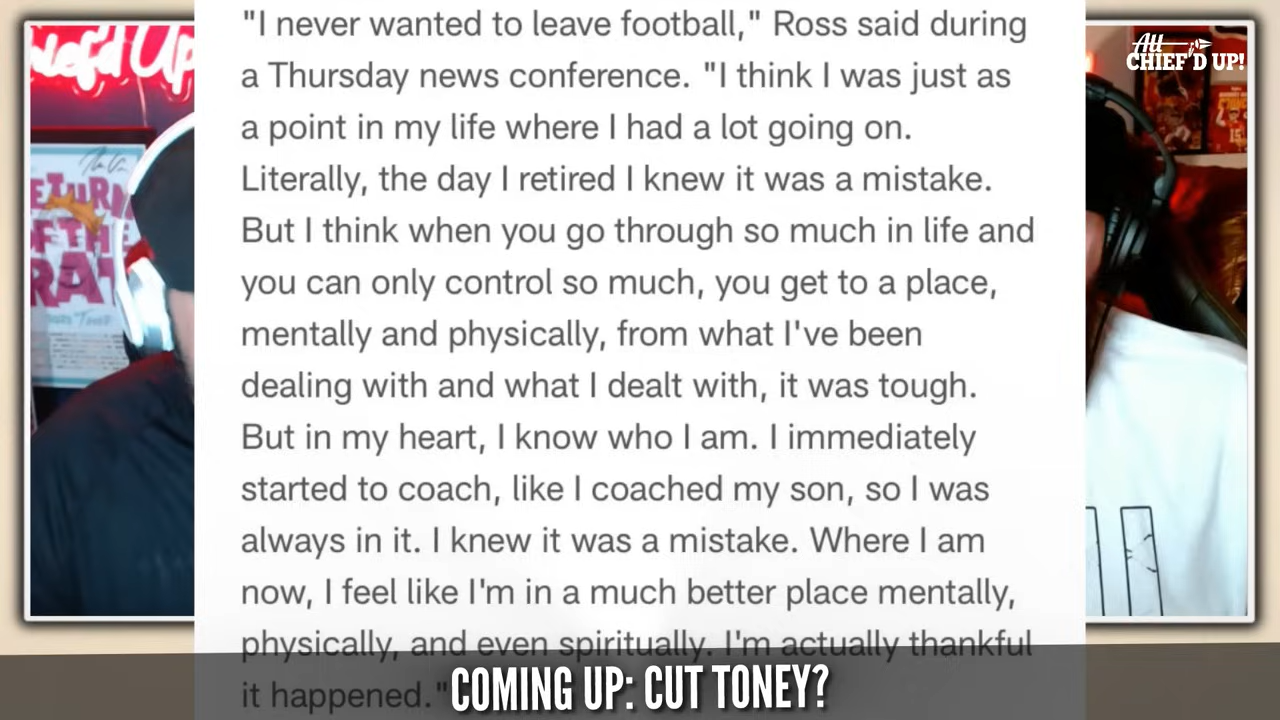 "I never wanted to leave football," Ross said during
a Thursday news conference. "I think I was just as
a point in my life where I had a lot going on.
Literally, the day I retired I knew it was a mistake.
But I think when you go through so much in life and
you can only control so much, you get to a place,
mentally and physically, from what I've been
dealing with and what I dealt with, it was tough.
But in my heart, I know who I am. I immediately
started to coach, like I coached my son, so I was
always in it. I knew it was a mistake. Where I am
now, I feel like I'm in a much better place mentally,
physically, and even spiritually. I'm actually thankful
it happened."
COMING UP: CUT TONEY?
All
CHIEF'D UP!
15